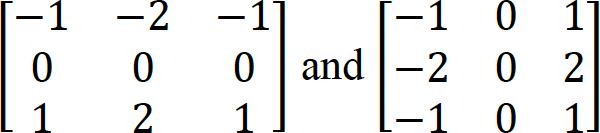 −1 −2 −1 −1 0 1
0 0 0 and −2 0 2
1 2 1 −1 0 1